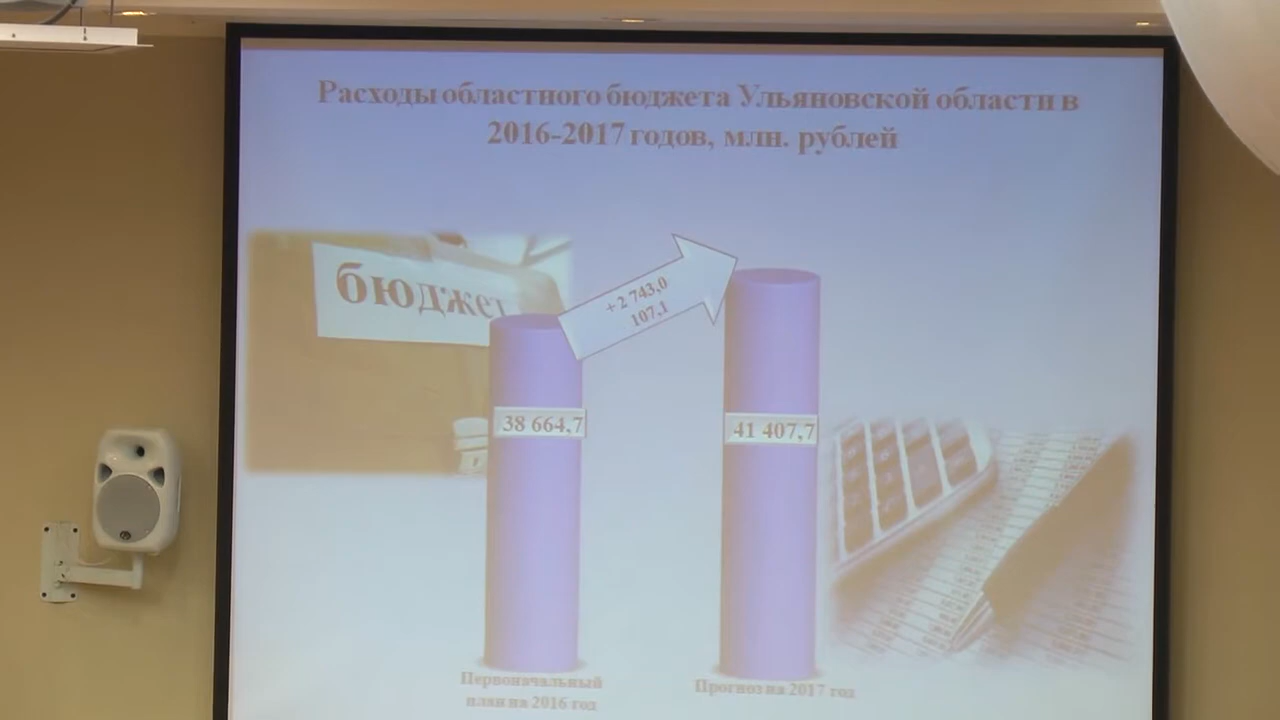 Расходы областного бюджета Ульяновской области в
2016-2017 годов, млн. рублей
бюджет
+2 743,0
107,1
38 664,7
41 407,7
Первоначальный
план на 2016 год
Прогноз на 2017 год